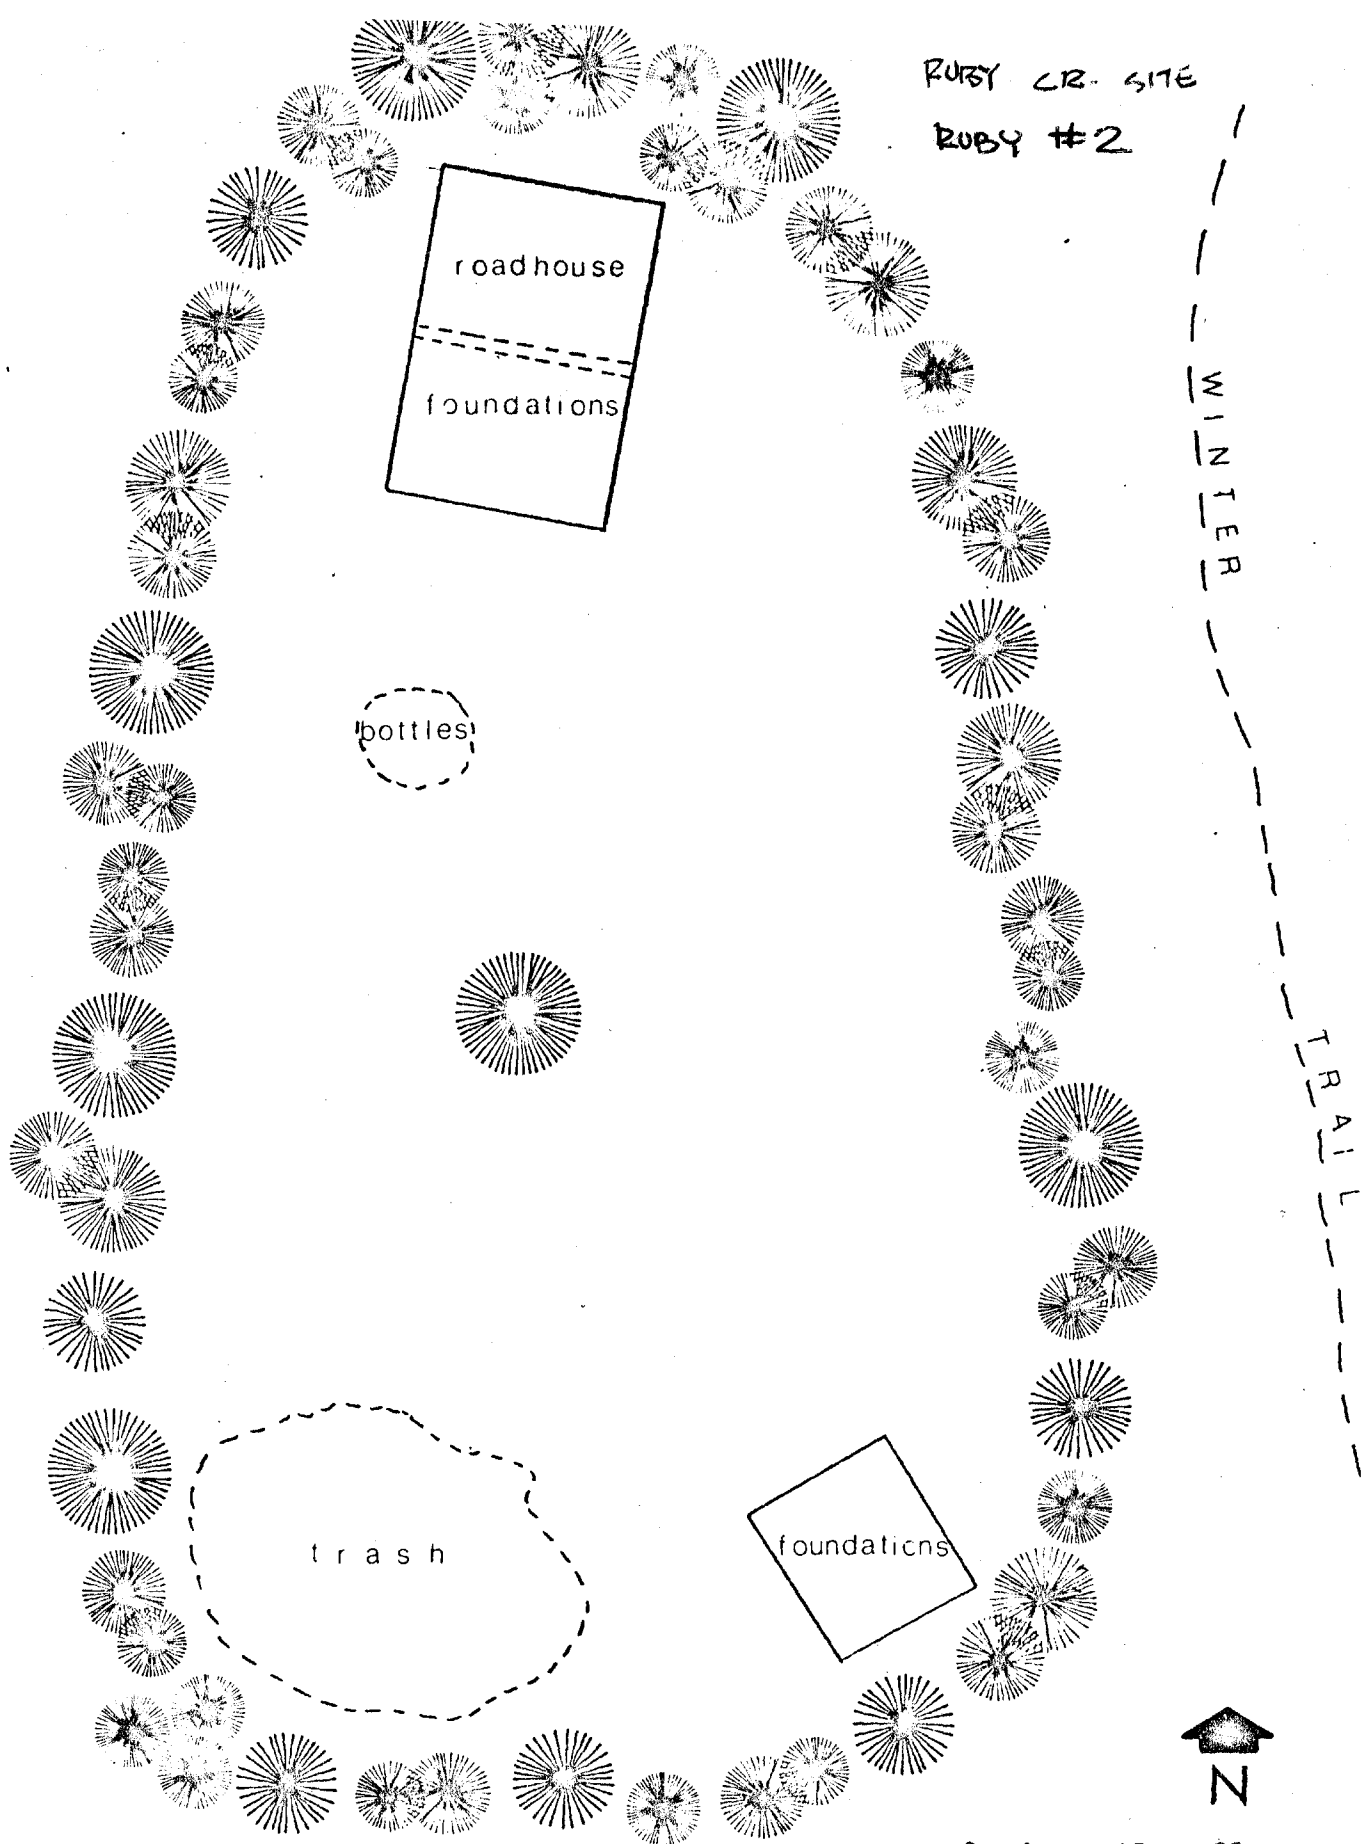 RUBY CR. SITE
RUBY #2
roadhouse
foundations
WINTER
bottles
TRAIL
trash
foundations
N